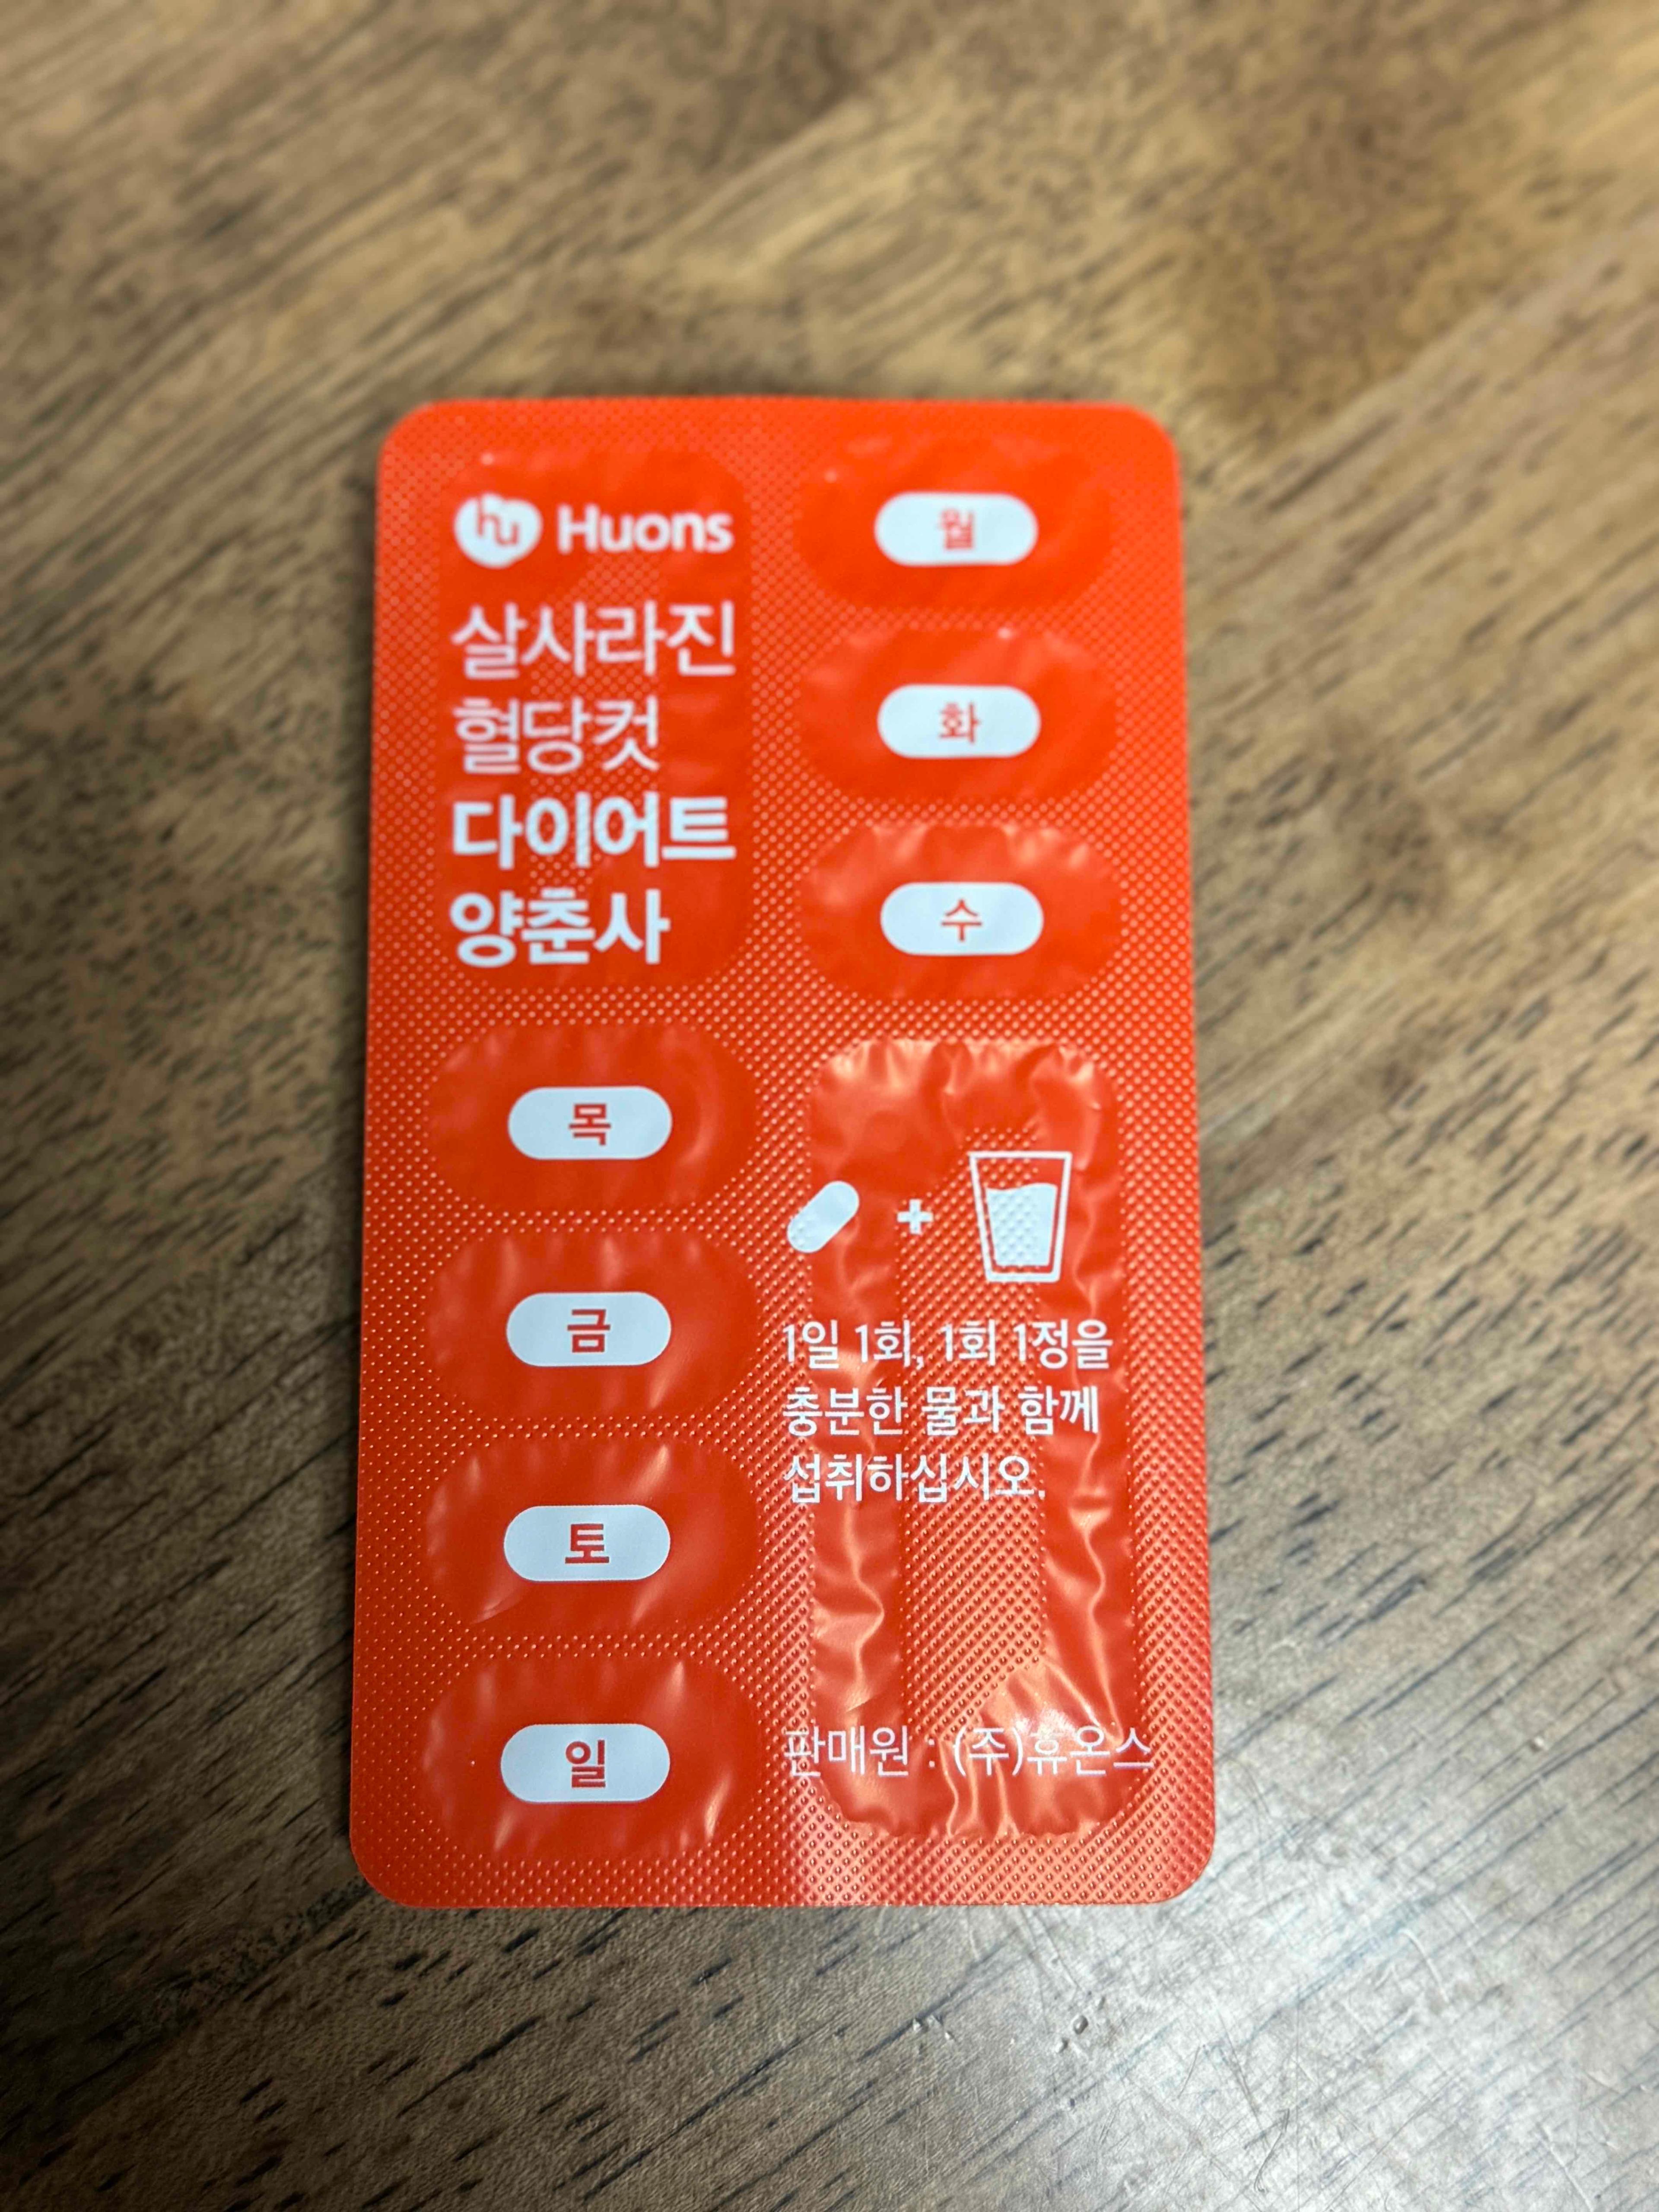 hu Huons
살사라진
혈당컷
다이어트
양춘사
월
화
수
목
금
토
일
1일 1회, 1회 1정을
충분한 물과 함께
섭취하십시오.
판매원 : (주)휴온스